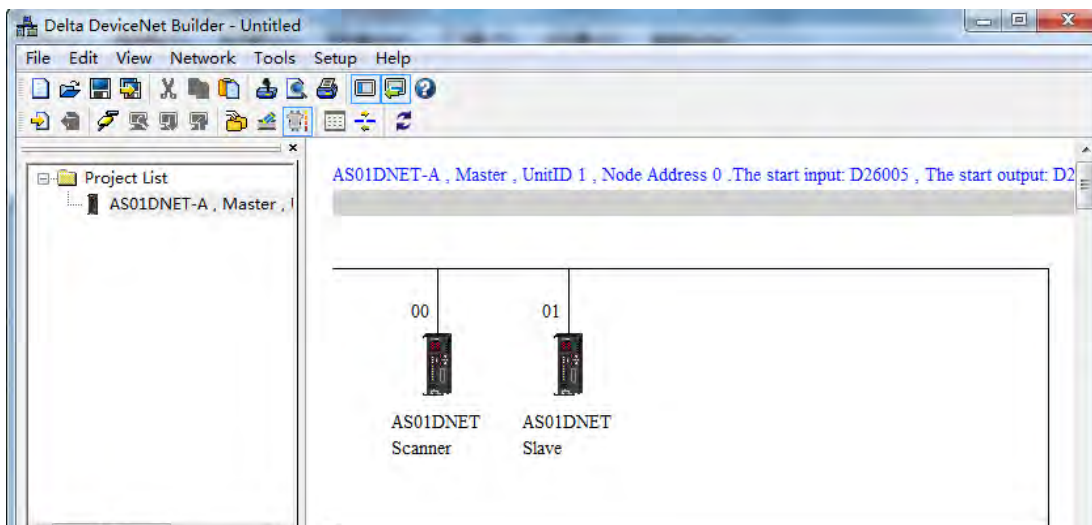 Delta DeviceNet Builder - Untitled
File Edit View Network Tools Setup Help
Project List
AS01DNET-A , Master ,
AS01DNET-A , Master , UnitID 1 , Node Address 0 .The start input: D26005 , The start output: D2
00 01
AS01DNET AS01DNET
Scanner Slave